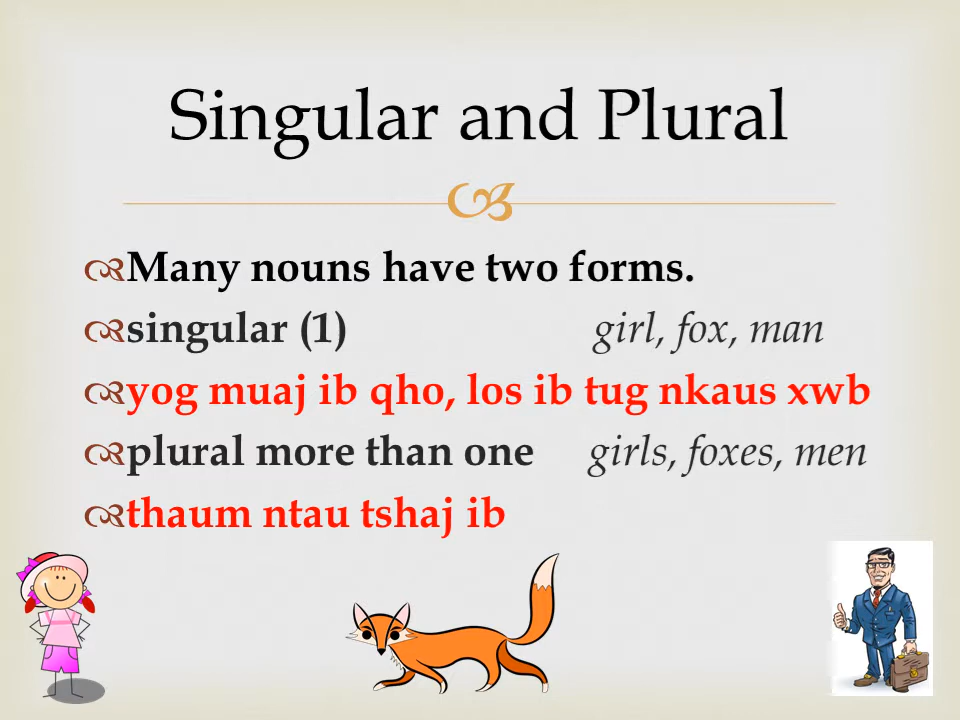 Singular and Plural
Many nouns have two forms.
singular (1) girl, fox, man
yog muaj ib qho, los ib tug nkaus xwb
plural more than one girls, foxes, men
thaum ntau tshaj ib